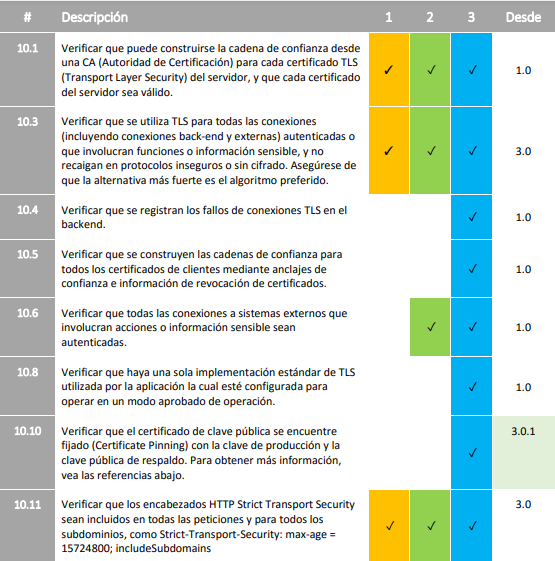 # Descripción 1 2 3 Desde
10.1 Verificar que puede construirse la cadena de confianza desde
una CA (Autoridad de Certificación) para cada certificado TLS
(Transport Layer Security) del servidor, y que cada certificado
del servidor sea válido.
✓ ✓ ✓ 1.0
10.3 Verificar que se utiliza TLS para todas las conexiones
(incluyendo conexiones back-end y externas) autenticadas o
que involucran funciones o información sensible, y no
recaigan en protocolos inseguros o sin cifrado. Asegúrese de
que la alternativa más fuerte es el algoritmo preferido.
✓ ✓ ✓ 3.0
10.4 Verificar que se registran los fallos de conexiones TLS en el
backend.
✓ 1.0
10.5 Verificar que se construyen las cadenas de confianza para
todos los certificados de clientes mediante anclajes de
confianza e información de revocación de certificados.
✓ 1.0
10.6 Verificar que todas las conexiones a sistemas externos que
involucran acciones o información sensible sean
autenticadas.
✓ ✓ 1.0
10.8 Verificar que haya una sola implementación estándar de TLS
utilizada por la aplicación la cual esté configurada para
operar en un modo aprobado de operación.
✓ 1.0
10.10 Verificar que el certificado de clave pública se encuentre
fijado (Certificate Pinning) con la clave de producción y la
clave pública de respaldo. Para obtener más información,
vea las referencias abajo.
✓ 3.0.1
10.11 Verificar que los encabezados HTTP Strict Transport Security
sean incluidos en todas las peticiones y para todos los
subdominios, como Strict-Transport-Security: max-age =
15724800; includeSubdomains
✓ ✓ ✓ 3.0